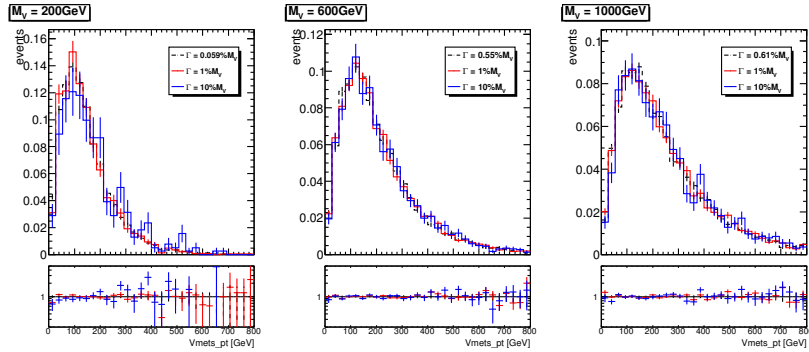 M_V = 200GeV
events
Γ = 0.059%M_V
Γ = 1%M_V
Γ = 10%M_V
0.16
0.14
0.12
0.1
0.08
0.06
0.04
0.02
0
1
0 100 200 300 400 500 600 700 800
Vmets_pt [GeV]
M_V = 600GeV
events
Γ = 0.55%M_V
Γ = 1%M_V
Γ = 10%M_V
0.12
0.1
0.08
0.06
0.04
0.02
0
1
0 100 200 300 400 500 600 700 800
Vmets_pt [GeV]
M_V = 1000GeV
events
Γ = 0.61%M_V
Γ = 1%M_V
Γ = 10%M_V
0.1
0.08
0.06
0.04
0.02
0
1
0 100 200 300 400 500 600 700 800
Vmets_pt [GeV]